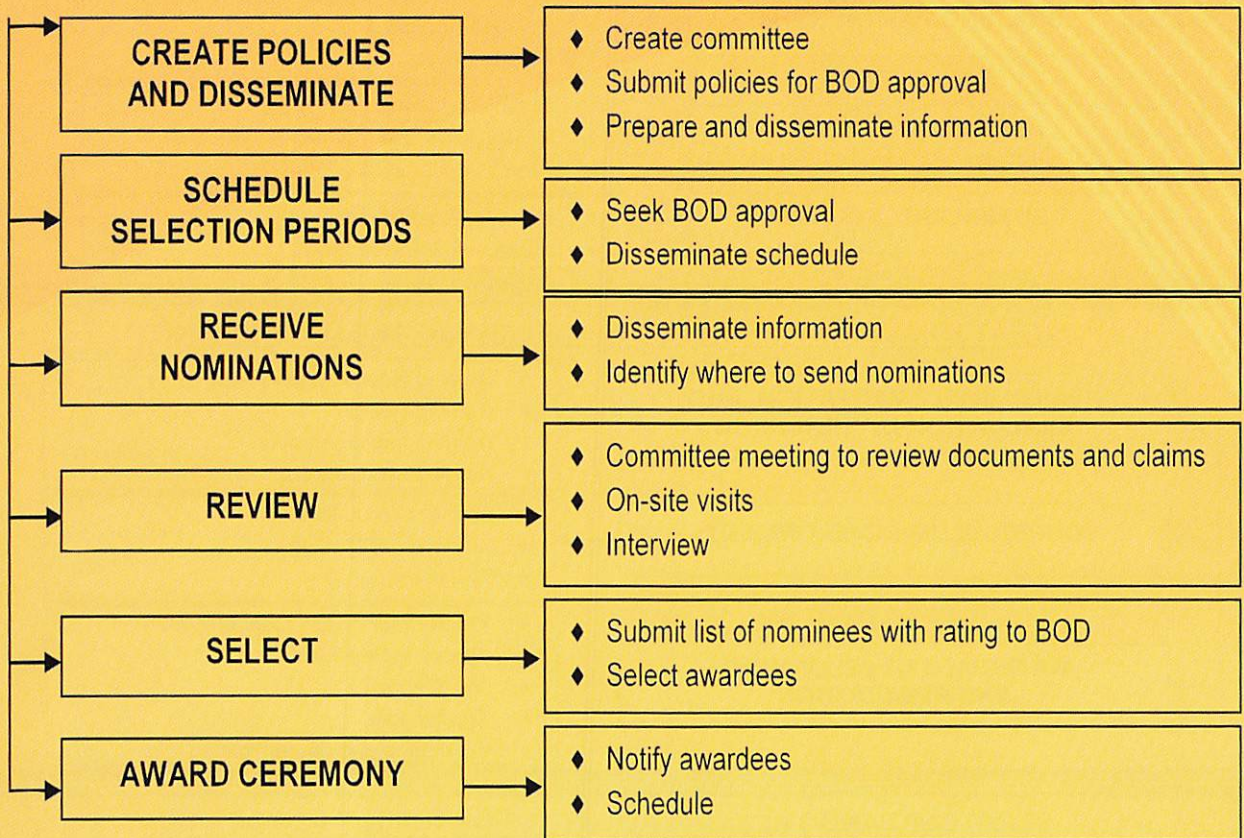 CREATE POLICIES
AND DISSEMINATE
♦ Create committee
♦ Submit policies for BOD approval
♦ Prepare and disseminate information
SCHEDULE
SELECTION PERIODS
♦ Seek BOD approval
♦ Disseminate schedule
RECEIVE
NOMINATIONS
♦ Disseminate information
♦ Identify where to send nominations
REVIEW
♦ Committee meeting to review documents and claims
♦ On-site visits
♦ Interview
SELECT
♦ Submit list of nominees with rating to BOD
♦ Select awardees
AWARD CEREMONY
♦ Notify awardees
♦ Schedule